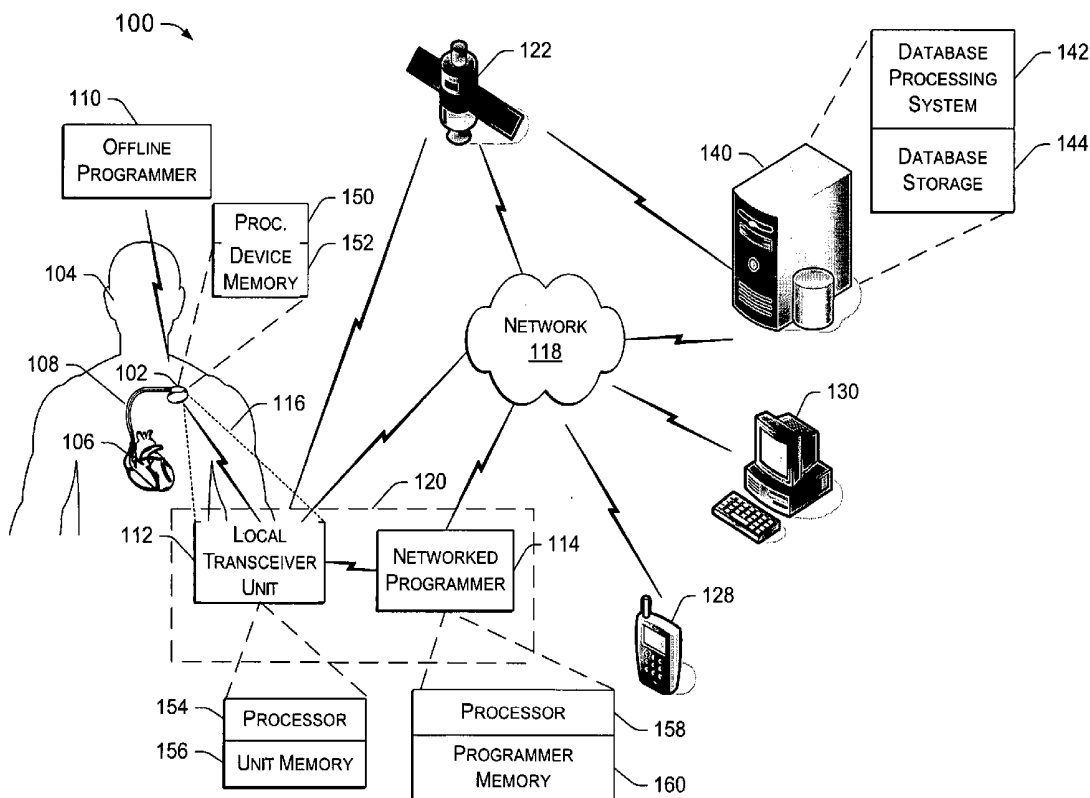 100
122
DATABASE
PROCESSING
SYSTEM
142
110
OFFLINE
PROGRAMMER
140
144
DATABASE
STORAGE
150
PROC.
152
DEVICE
MEMORY
104
NETWORK
118
102
108
116
130
106
120
112
LOCAL
TRANSCEIVER
UNIT
NETWORKED
PROGRAMMER
114
128
154
PROCESSOR
156
UNIT MEMORY
PROCESSOR
158
PROGRAMMER
MEMORY
160